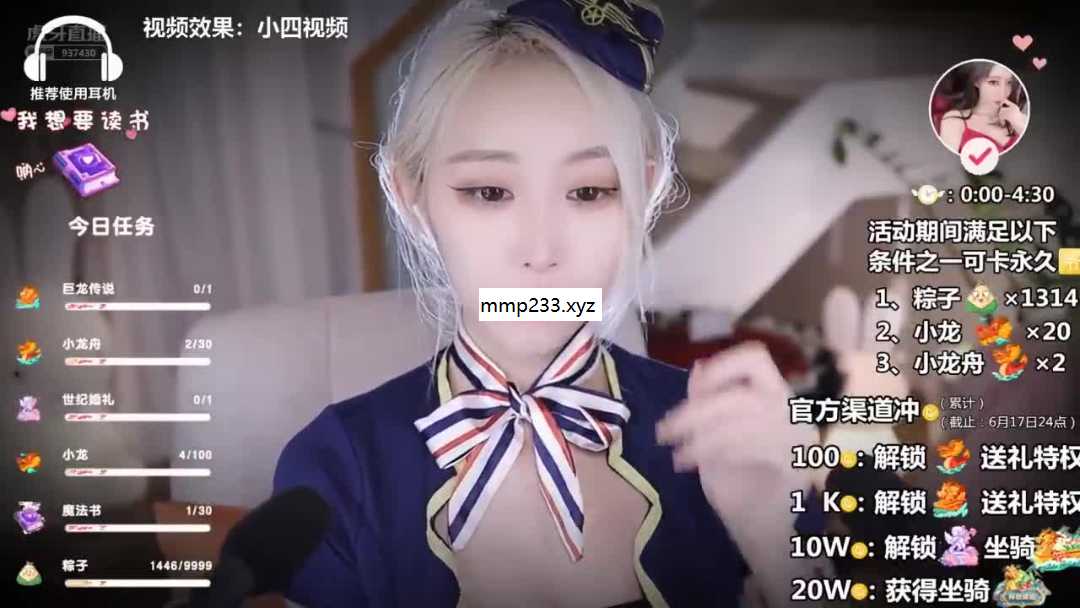 虎牙直播
937430
视频效果：小四视频
推荐使用耳机
我想要读书
今日任务
巨龙传说 0/1
小龙舟 2/30
世纪婚礼 0/1
小龙 4/100
魔法书 1/30
粽子 1446/9999
mmp233.xyz
: 0:00-4:30
活动期间满足以下
条件之一可卡永久
1、粽子 ×1314
2、小龙 ×20
3、小龙舟 ×2
官方渠道冲 （累计）
（截止：6月17日24点）
100：解锁 送礼特权
1 K：解锁 送礼特权
10W：解锁 坐骑
20W：获得坐骑